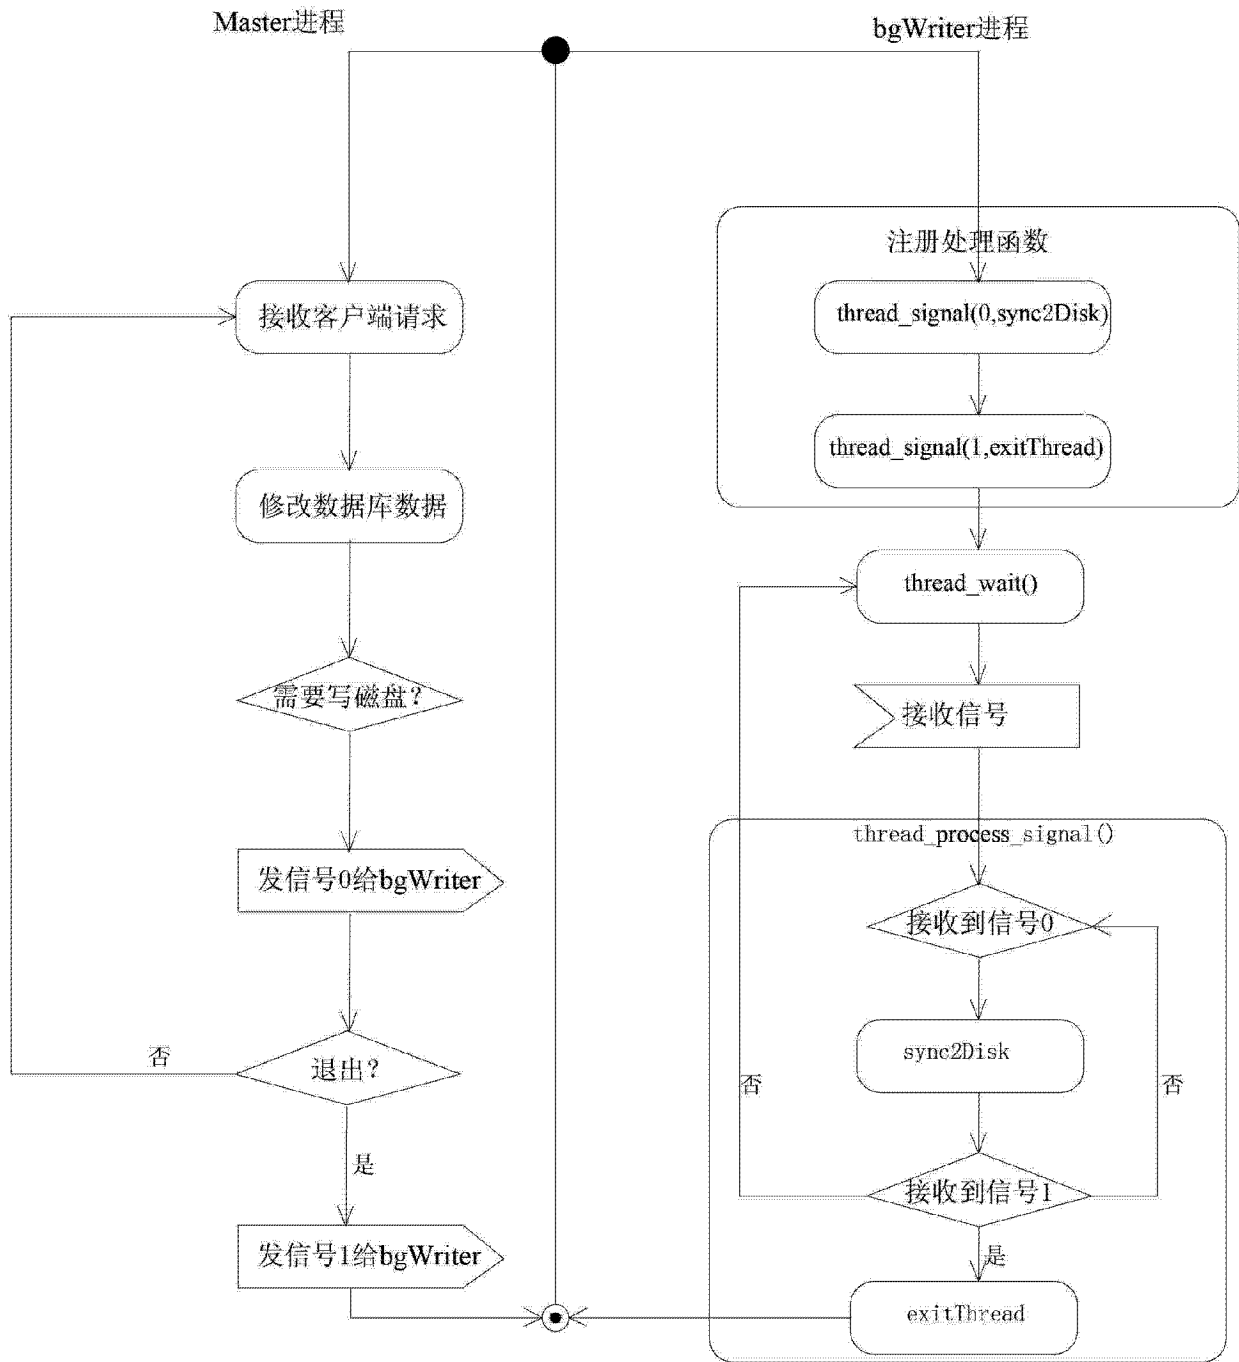 Master进程
bgWriter进程
注册处理函数
thread_signal(0,sync2Disk)
接收客户端请求
thread_signal(1,exitThread)
修改数据库数据
thread_wait()
需要写磁盘?
接收信号
thread_process_signal()
发信号0给bgWriter
接收到信号0
sync2Disk
否
退出?
否
否
是
接收到信号1
发信号1给bgWriter
是
exitThread